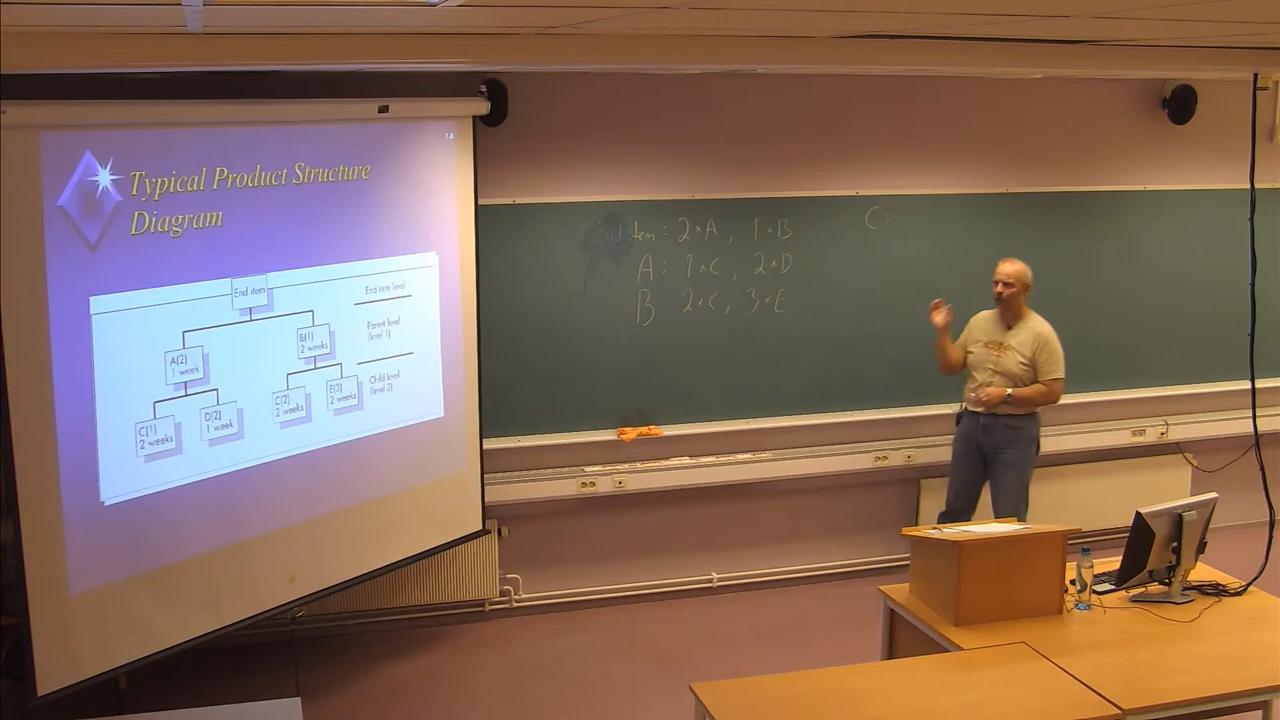 7-8
Typical Product Structure
Diagram
End item
End item level
A(2)
1 week
B(1)
2 weeks
Parent level
(level 1)
C(1)
2 weeks
D(2)
1 week
C(2)
2 weeks
E(3)
2 weeks
Child level
(level 2)
End item: 2×A, 1×B
A: 1×C, 2×D
B 2×C, 3×E
C: